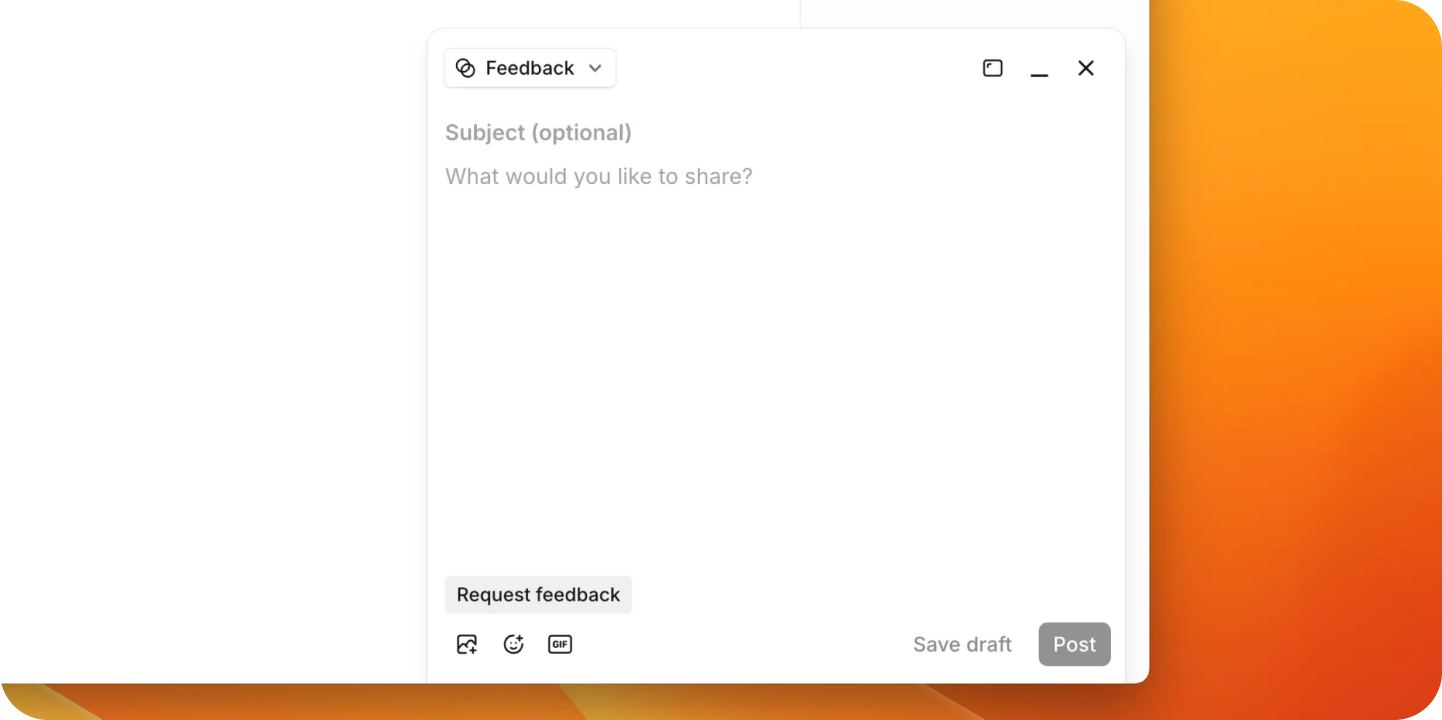 Feedback
Subject (optional)
What would you like to share?
Request feedback
GIF
Save draft
Post